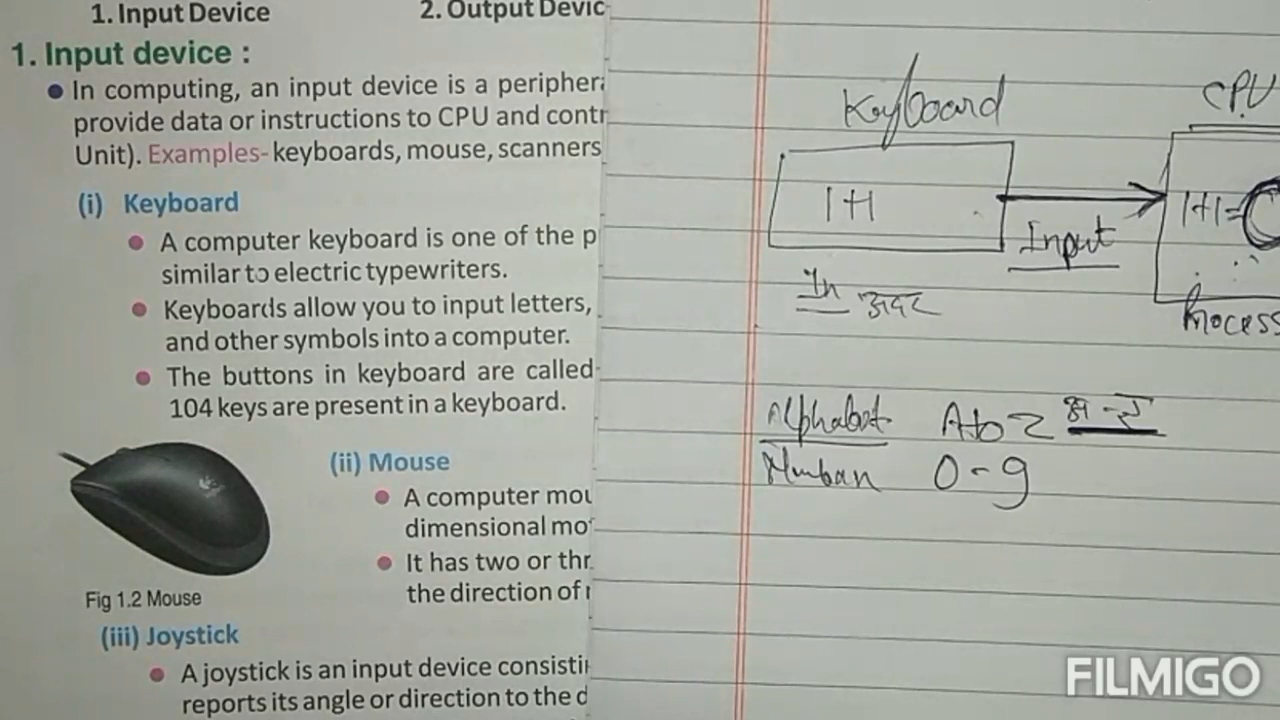 1. Input Device 2. Output Devic
1. Input device :
In computing, an input device is a periphera
provide data or instructions to CPU and contr
Unit). Examples- keyboards, mouse, scanners
(i) Keyboard
A computer keyboard is one of the p
similar to electric typewriters.
Keyboards allow you to input letters,
and other symbols into a computer.
The buttons in keyboard are called
104 keys are present in a keyboard.
(ii) Mouse
A computer mou
dimensional mo
It has two or thr
the direction of
Fig 1.2 Mouse
(iii) Joystick
A joystick is an input device consisti
reports its angle or direction to the d
Keyboard
CPU
1+1
Input
1+1=
In अन्दर
Process
Alphabet A to Z
Number 0-9
FILMIGO